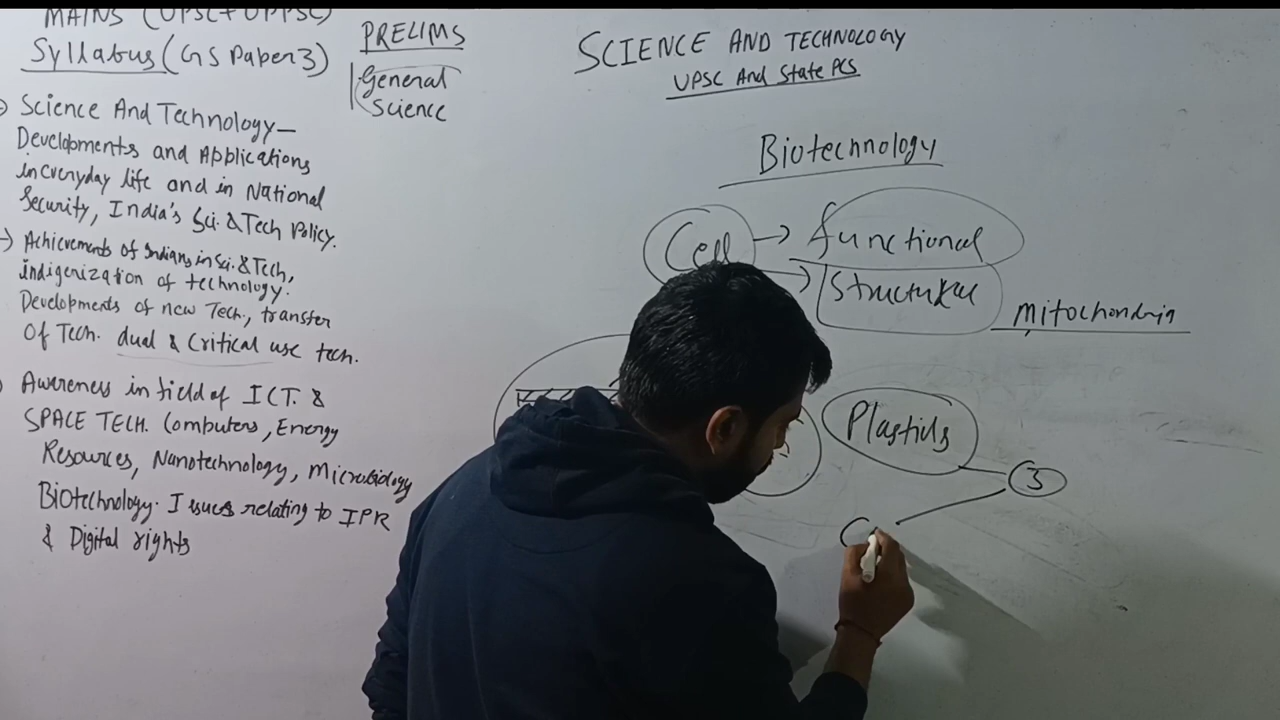 MAINS (UPSC+UPPSC)
Syllabus (GS Paper3)
Science And Technology—
Developments and Applications
in everyday life and in National
Security, India's Sci. & Tech Policy.
→ Achievements of Indians in Sci. & Tech,
indigenization of technology.
Developments of new Tech., transfer
Of Tech. dual & Critical use tech.
Awareness in field of ICT. &
SPACE TECH. Computers, Energy
Resources, Nanotechnology, Microbiology
Biotechnology. Issues relating to IPR
& Digital rights
PRELIMS
General
Science
SCIENCE AND TECHNOLOGY
UPSC And State PCS
Biotechnology
Cell → functional
→ Structural
mitochondria
Plastids
3
C